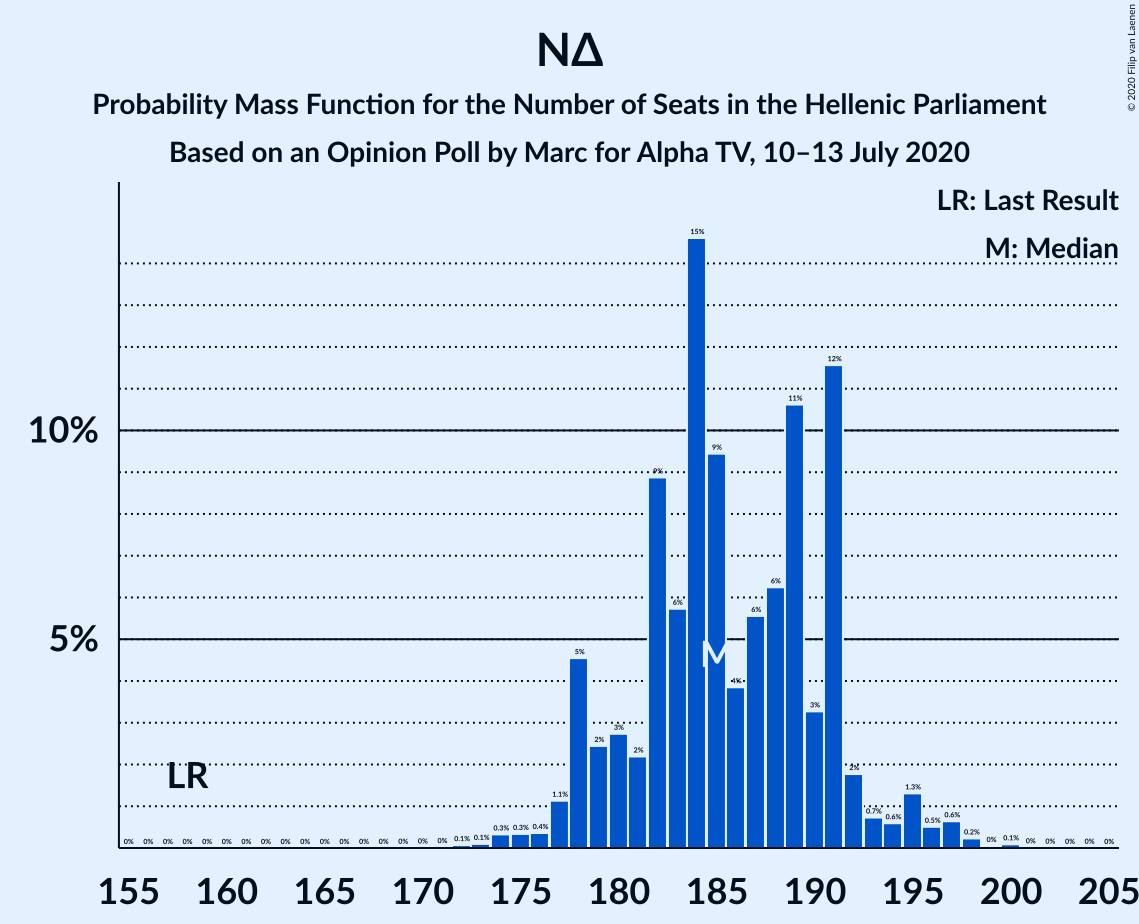 ΝΔ
Probability Mass Function for the Number of Seats in the Hellenic Parliament
Based on an Opinion Poll by Marc for Alpha TV, 10–13 July 2020
© 2020 Filip van Laenen
LR: Last Result
M: Median
10%
5%
LR
M
0% 0% 0% 0% 0% 0% 0% 0% 0% 0% 0% 0% 0% 0% 0% 0% 0% 0.1% 0.1% 0.3% 0.3% 0.4% 1.1% 5% 2% 3% 2% 9% 6% 15% 9% 4% 6% 6% 11% 3% 12% 2% 0.7% 0.6% 1.3% 0.5% 0.6% 0.2% 0% 0.1% 0% 0% 0% 0% 0%
155 160 165 170 175 180 185 190 195 200 205